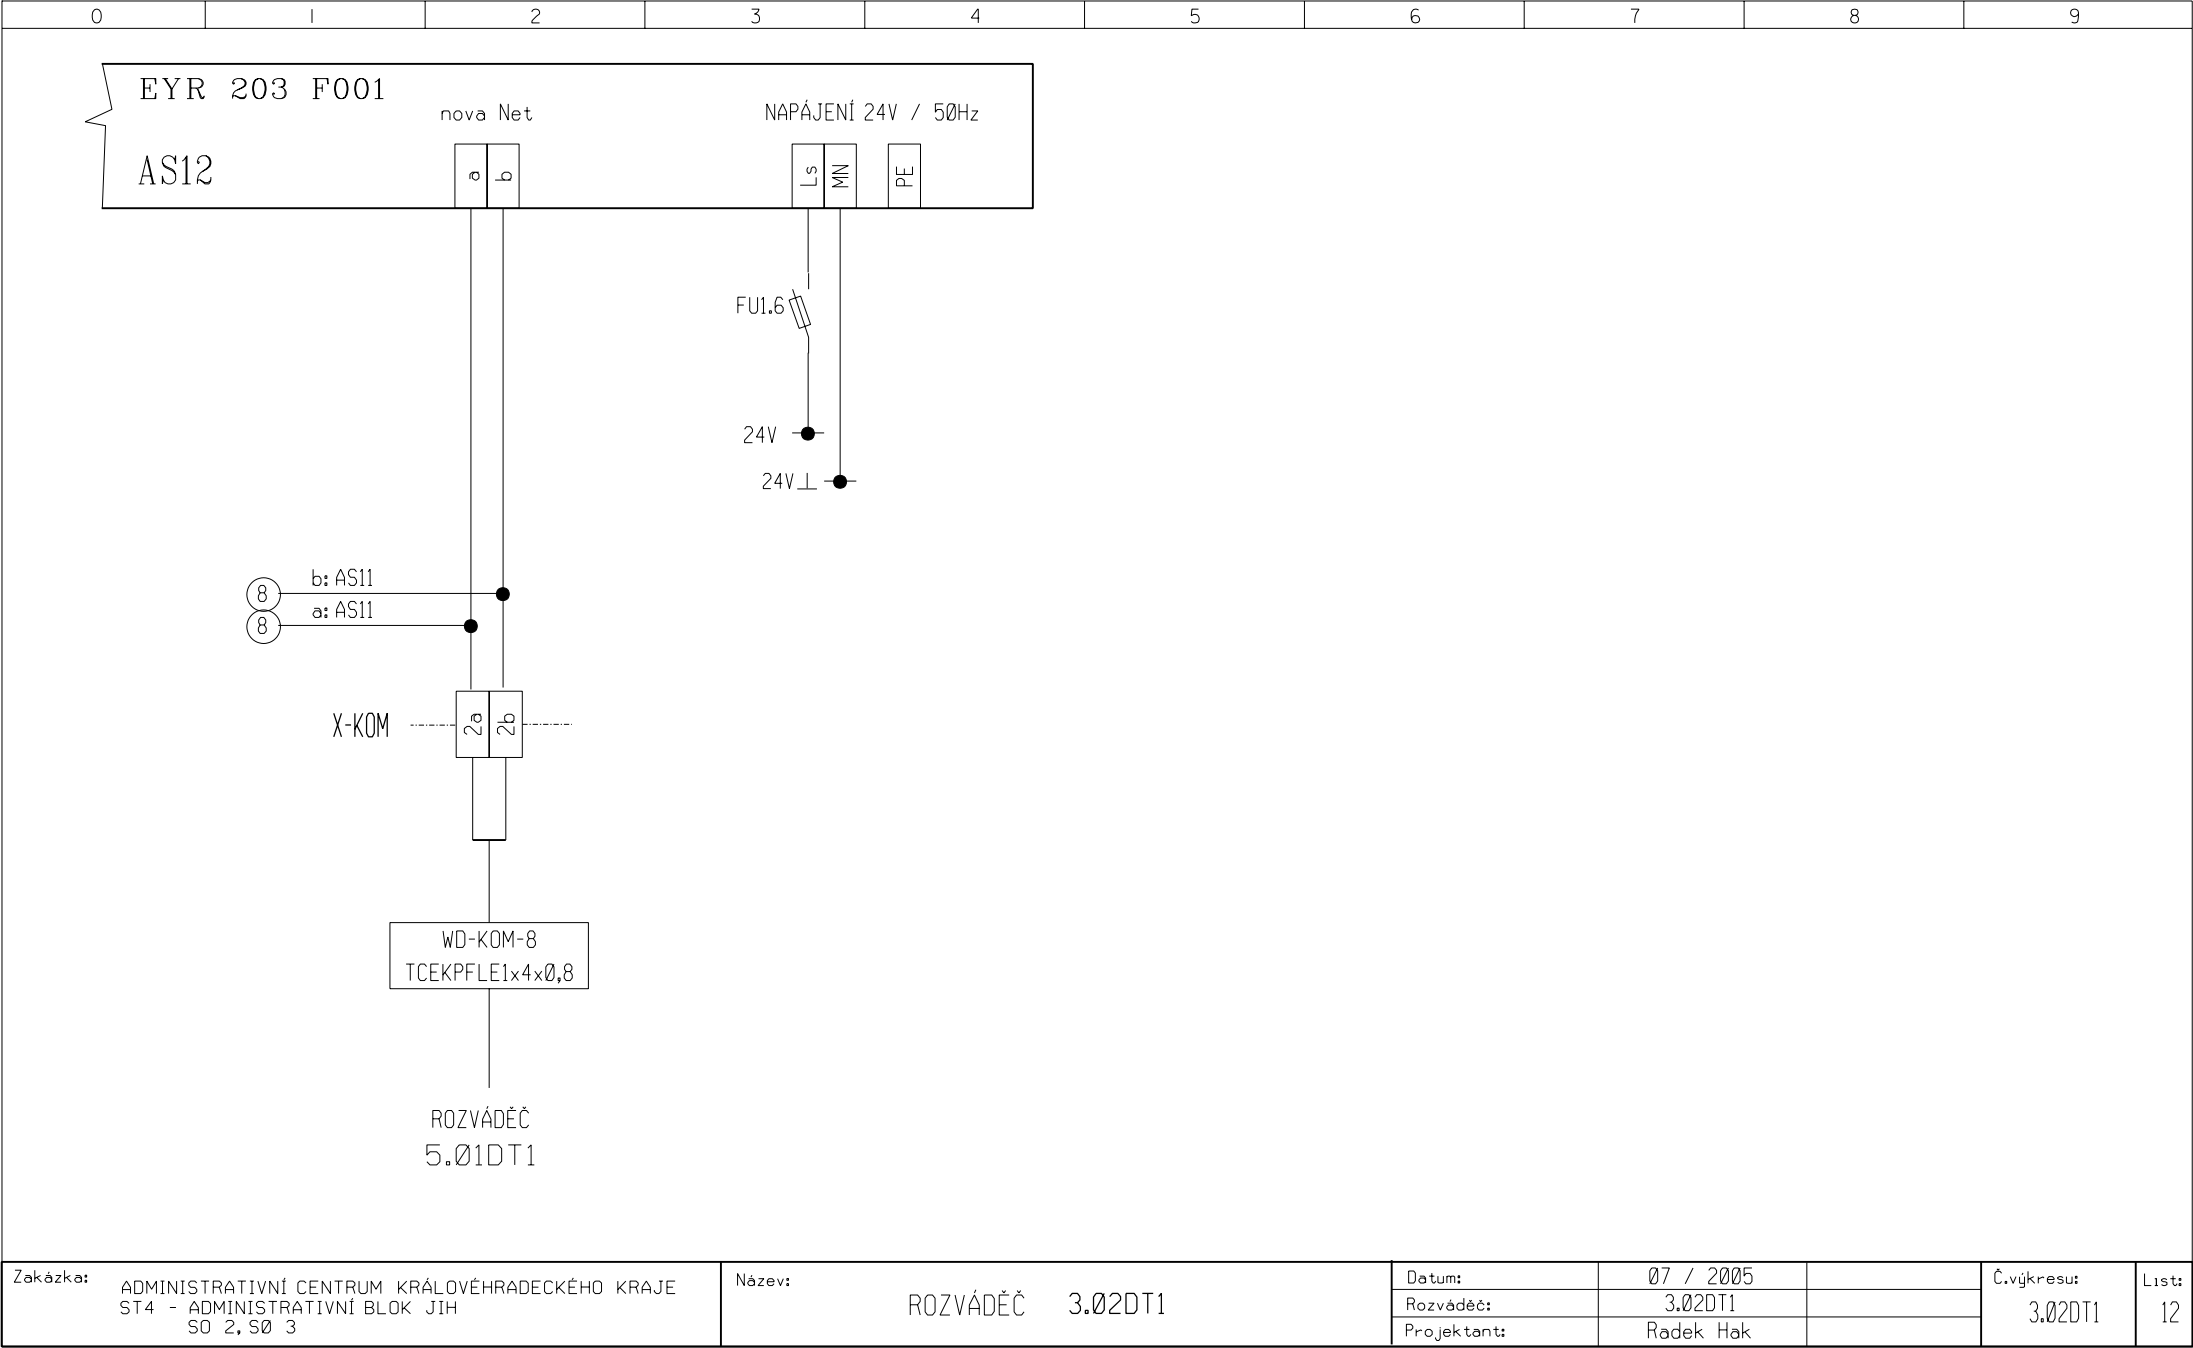 0 1 2 3 4 5 6 7 8 9
EYR 203 F001
nova Net
NAPÁJENÍ 24V / 50Hz
AS12
a b
Ls MN PE
FU1.6
24V
24V
8 b: AS11
8 a: AS11
X-KOM 2a 2b
WD-KOM-8
TCEKPFLE1x4x0,8
ROZVÁDĚČ
5.01DT1
Zakázka:
ADMINISTRATIVNÍ CENTRUM KRÁLOVÉHRADECKÉHO KRAJE
ST4 - ADMINISTRATIVNÍ BLOK JIH
SO 2, SØ 3
Název:
ROZVÁDĚČ 3.02DT1
Datum: 07 / 2005
Rozváděč: 3.02DT1
Projektant: Radek Hak
Č.výkresu:
3.02DT1
List:
12